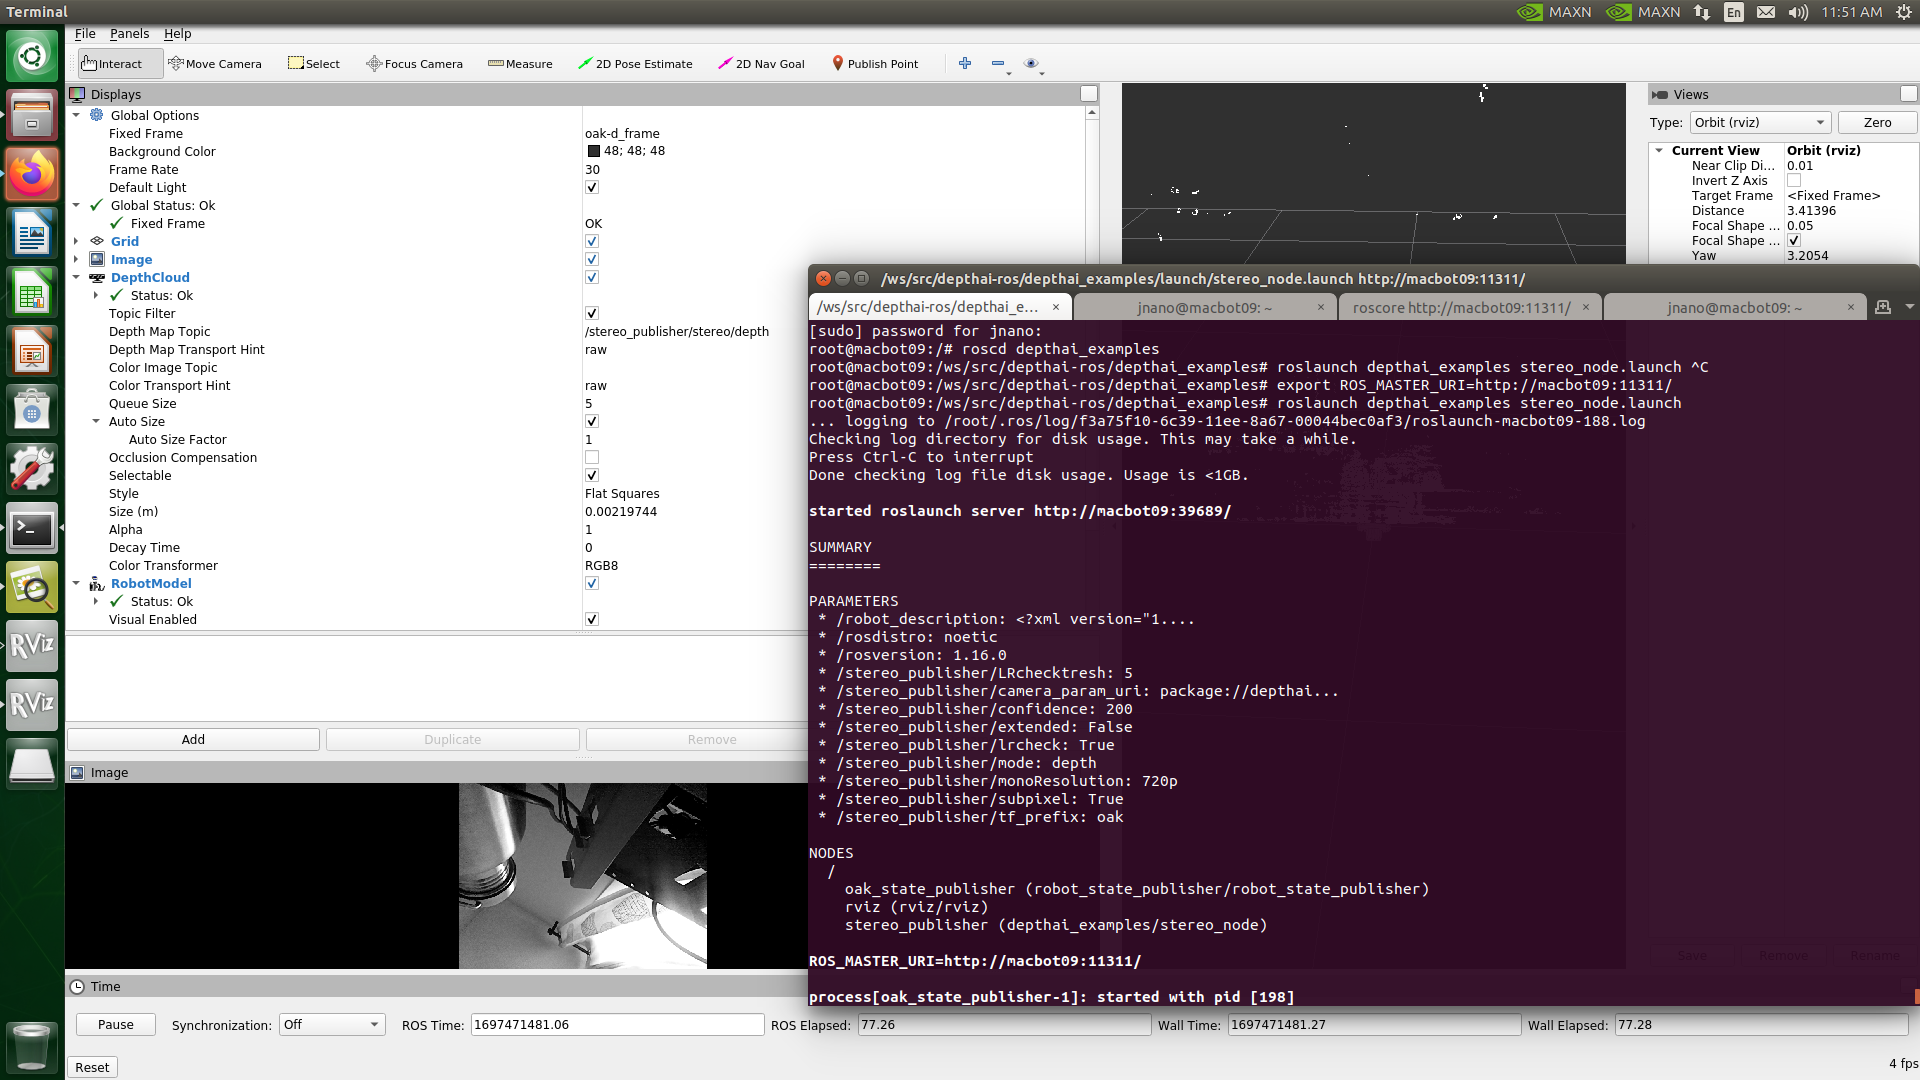 Terminal
MAXN
MAXN
En
11:51 AM
File Panels Help
Interact
Move Camera
Select
Focus Camera
Measure
2D Pose Estimate
2D Nav Goal
Publish Point
Displays
Global Options
Fixed Frame oak-d_frame
Background Color 48; 48; 48
Frame Rate 30
Default Light
Global Status: Ok
Fixed Frame OK
Grid
Image
DepthCloud
Status: Ok
Topic Filter
Depth Map Topic /stereo_publisher/stereo/depth
Depth Map Transport Hint raw
Color Image Topic
Color Transport Hint raw
Queue Size 5
Auto Size
Auto Size Factor 1
Occlusion Compensation
Selectable
Style Flat Squares
Size (m) 0.00219744
Alpha 1
Decay Time 0
Color Transformer RGB8
RobotModel
Status: Ok
Visual Enabled
Add Duplicate Remove
Image
Views
Type: Orbit (rviz) Zero
Current View Orbit (rviz)
Near Clip Di... 0.01
Invert Z Axis
Target Frame <Fixed Frame>
Distance 3.41396
Focal Shape ... 0.05
Focal Shape ...
Yaw 3.2054
/ws/src/depthai-ros/depthai_examples/launch/stereo_node.launch http://macbot09:11311/
/ws/src/depthai-ros/depthai_e... ×
jnano@macbot09: ~ ×
roscore http://macbot09:11311/ ×
jnano@macbot09: ~ ×
[sudo] password for jnano:
root@macbot09:/# roscd depthai_examples
root@macbot09:/ws/src/depthai-ros/depthai_examples# roslaunch depthai_examples stereo_node.launch ^C
root@macbot09:/ws/src/depthai-ros/depthai_examples# export ROS_MASTER_URI=http://macbot09:11311/
root@macbot09:/ws/src/depthai-ros/depthai_examples# roslaunch depthai_examples stereo_node.launch
... logging to /root/.ros/log/f3a75f10-6c39-11ee-8a67-00044bec0af3/roslaunch-macbot09-188.log
Checking log directory for disk usage. This may take a while.
Press Ctrl-C to interrupt
Done checking log file disk usage. Usage is <1GB.
started roslaunch server http://macbot09:39689/
SUMMARY
========
PARAMETERS
* /robot_description: <?xml version="1....
* /rosdistro: noetic
* /rosversion: 1.16.0
* /stereo_publisher/LRchecktresh: 5
* /stereo_publisher/camera_param_uri: package://depthai...
* /stereo_publisher/confidence: 200
* /stereo_publisher/extended: False
* /stereo_publisher/lrcheck: True
* /stereo_publisher/mode: depth
* /stereo_publisher/monoResolution: 720p
* /stereo_publisher/subpixel: True
* /stereo_publisher/tf_prefix: oak
NODES
/
oak_state_publisher (robot_state_publisher/robot_state_publisher)
rviz (rviz/rviz)
stereo_publisher (depthai_examples/stereo_node)
ROS_MASTER_URI=http://macbot09:11311/
process[oak_state_publisher-1]: started with pid [198]
Save Remove Rename
RViz
RViz
Time
Pause Synchronization: Off ROS Time: 1697471481.06 ROS Elapsed: 77.26 Wall Time: 1697471481.27 Wall Elapsed: 77.28
Reset
4 fps